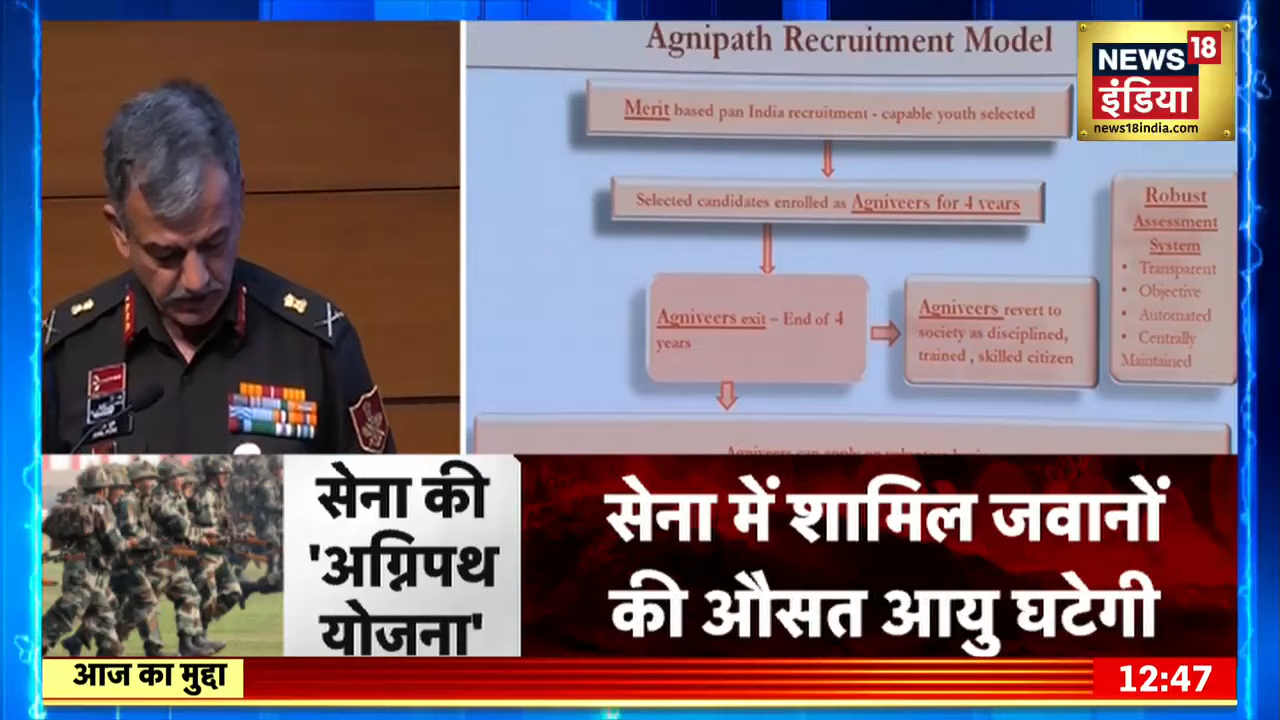 Agnipath Recruitment Model
NEWS 18
इंडिया
news18india.com
Merit based pan India recruitment - capable youth selected
Selected candidates enrolled as Agniveers for 4 years
Agniveers exit – End of 4
years
Agniveers revert to
society as disciplined,
trained , skilled citizen
Robust
Assessment
System
• Transparent
• Objective
• Automated
• Centrally
Maintained
सेना की
'अग्निपथ
योजना'
सेना में शामिल जवानों
की औसत आयु घटेगी
आज का मुद्दा
12:47